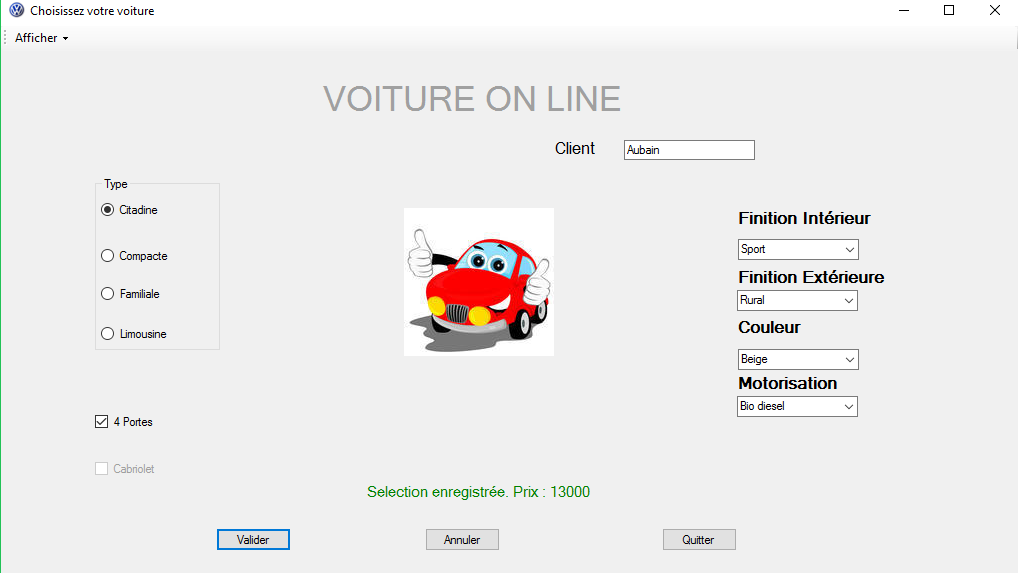 Choisissez votre voiture
Afficher
VOITURE ON LINE
Client Aubain
Type
Citadine
Compacte
Familiale
Limousine
4 Portes
Cabriolet
Finition Intérieur
Sport
Finition Extérieure
Rural
Couleur
Beige
Motorisation
Bio diesel
Selection enregistrée. Prix : 13000
Valider Annuler Quitter